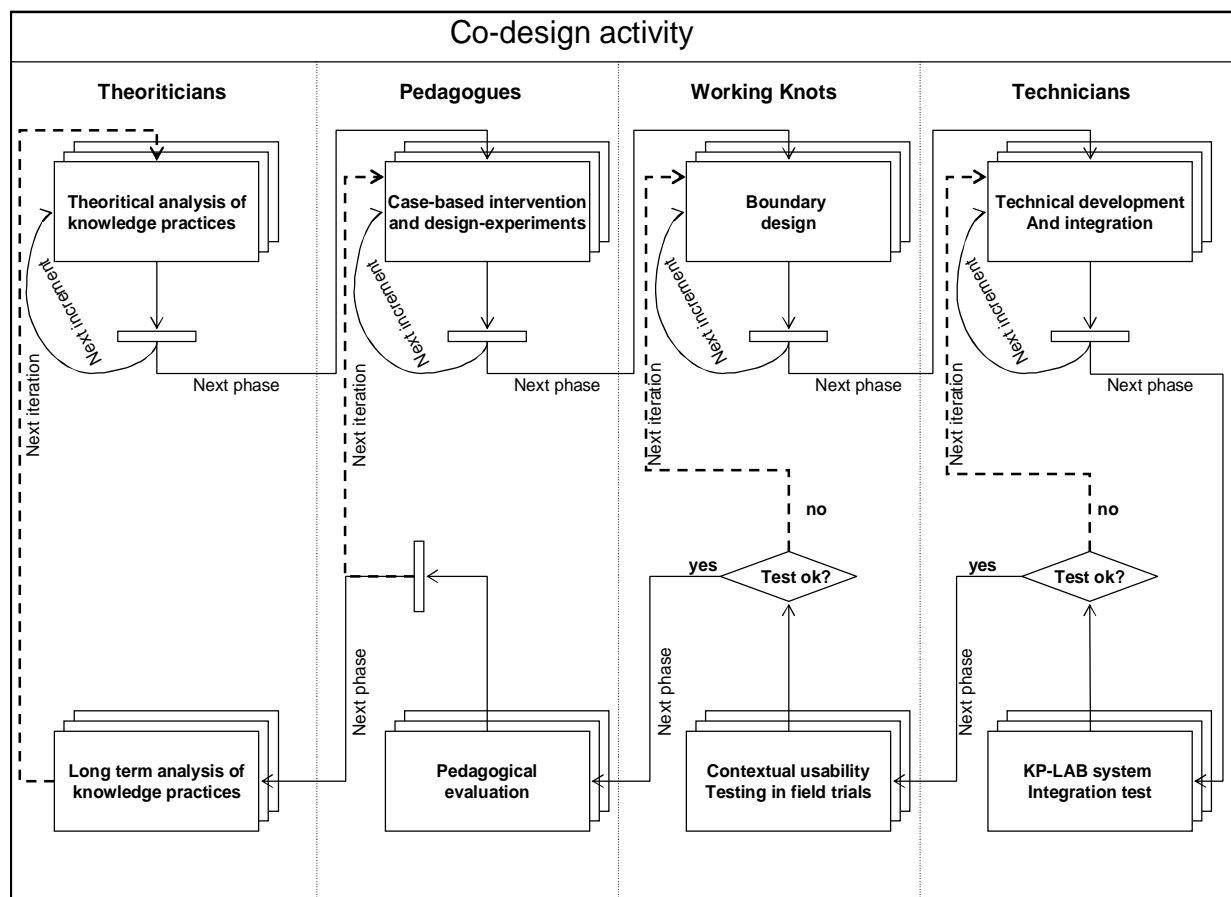 Co-design activity
Theoriticians
Pedagogues
Working Knots
Technicians
Theoritical analysis of
knowledge practices
Case-based intervention
and design-experiments
Boundary
design
Technical development
And integration
Next increment
Next increment
Next increment
Next increment
Next phase
Next phase
Next phase
Next phase
Next iteration
Next iteration
Next iteration
Next iteration
no
no
yes
Test ok?
yes
Test ok?
Next phase
Next phase
Next phase
Long term analysis of
knowledge practices
Pedagogical
evaluation
Contextual usability
Testing in field trials
KP-LAB system
Integration test